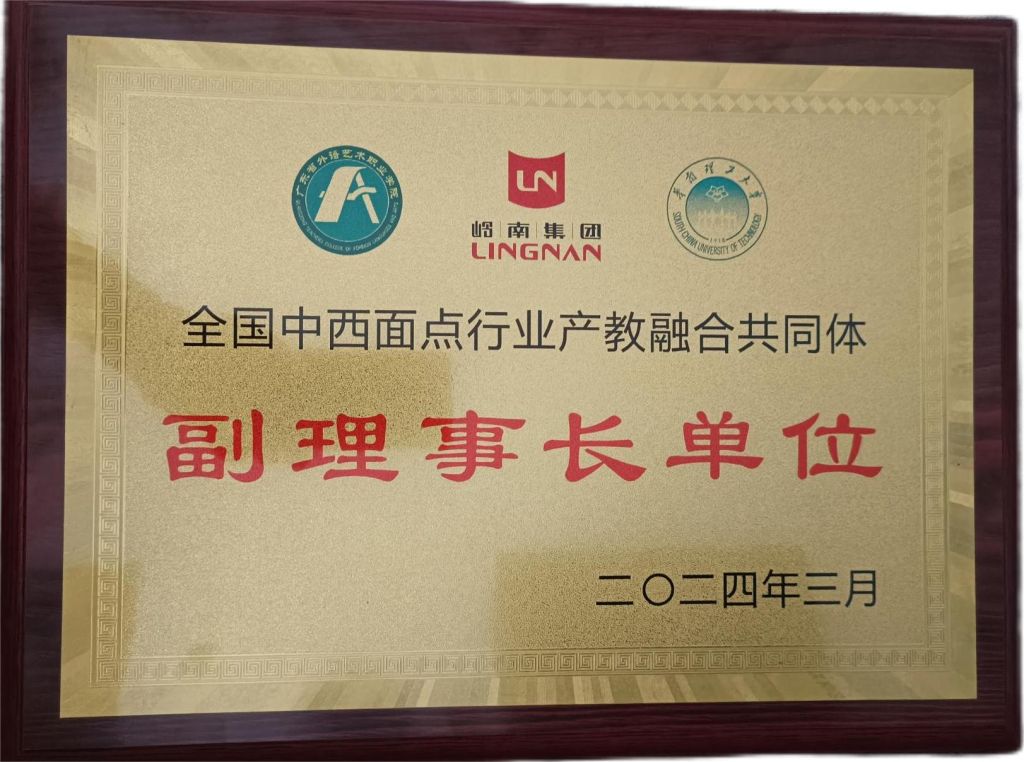 广东省外语艺术职业学院
UN
岭南集团
LINGNAN
华南理工大学
SOUTH CHINA UNIVERSITY OF TECHNOLOGY
1918
全国中西面点行业产教融合共同体
副理事长单位
二〇二四年三月